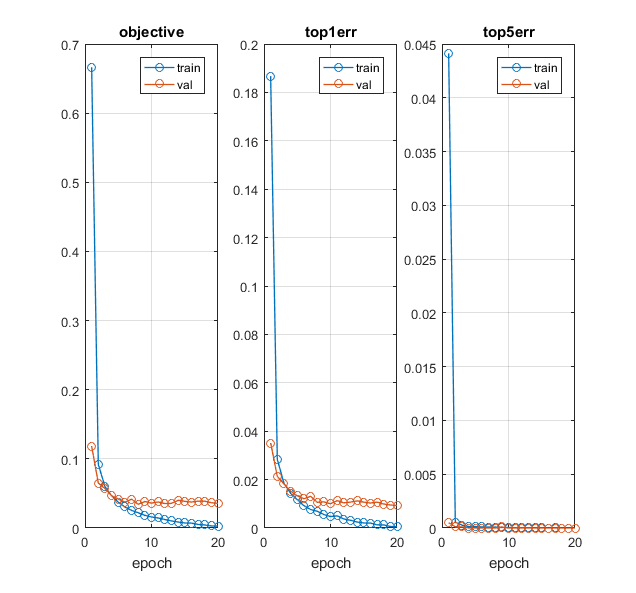 objective
0.7
0.6
0.5
0.4
0.3
0.2
0.1
0
0 10 20
epoch
train
val
top1err
0.2
0.18
0.16
0.14
0.12
0.1
0.08
0.06
0.04
0.02
0
0 10 20
epoch
train
val
top5err
0.045
0.04
0.035
0.03
0.025
0.02
0.015
0.01
0.005
0
0 10 20
epoch
train
val